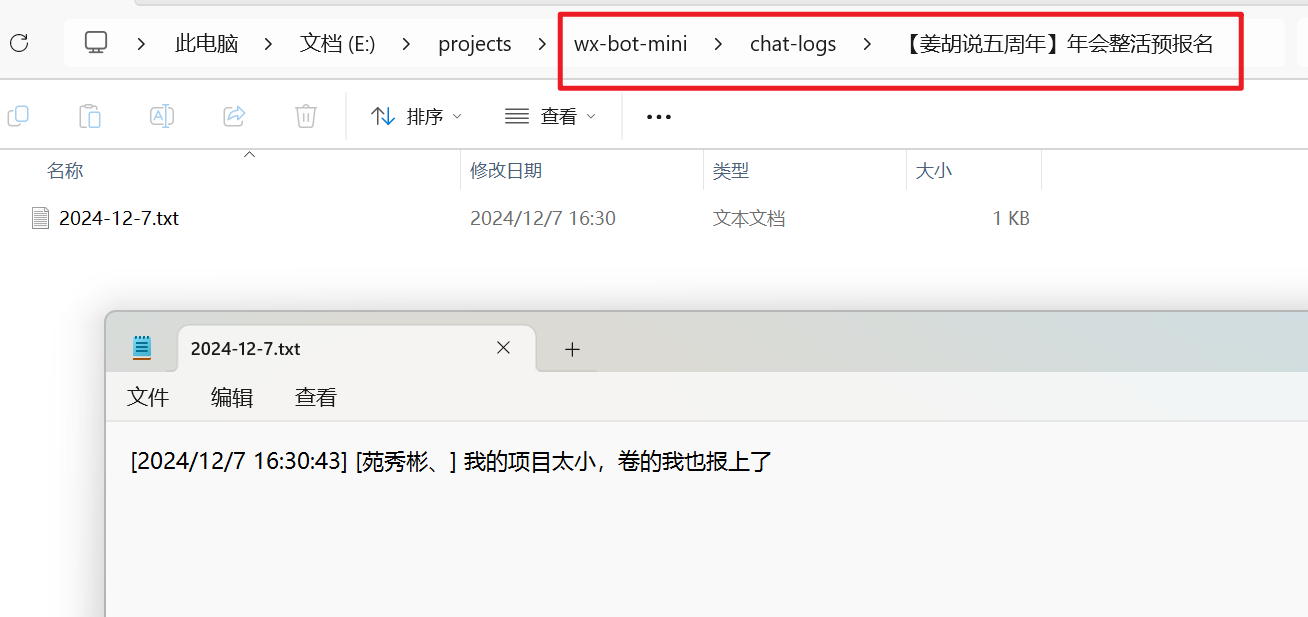 此电脑 文档 (E:) projects wx-bot-mini chat-logs 【姜胡说五周年】年会整活预报名
排序 查看
名称 修改日期 类型 大小
2024-12-7.txt 2024/12/7 16:30 文本文档 1 KB
2024-12-7.txt
文件 编辑 查看
[2024/12/7 16:30:43] [苑秀彬、] 我的项目太小，卷的我也报上了